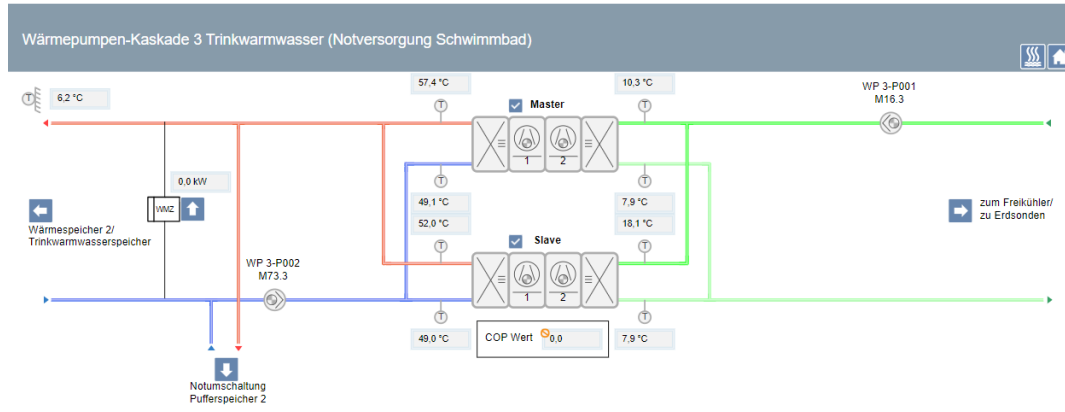 Wärmepumpen-Kaskade 3 Trinkwarmwasser (Notversorgung Schwimmbad)
57,4 °C
10,3 °C
WP 3-P001
M16.3
T
6,2 °C
T
Master
T
1
2
0,0 kW
T
T
WMZ
49,1 °C
7,9 °C
52,0 °C
18,1 °C
zum Freikühler/
zu Erdsonden
Wärmespeicher 2/
Trinkwarmwasserspeicher
T
Slave
T
WP 3-P002
M73.3
1
2
T
T
49,0 °C
COP Wert
0,0
7,9 °C
Notumschaltung
Pufferspeicher 2